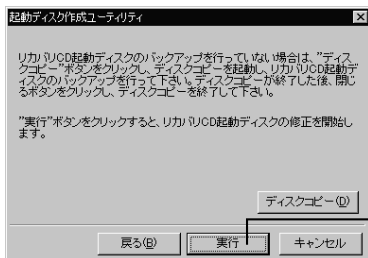 起動ディスク作成ユーティリティ
リカバリCD起動ディスクのバックアップを行っていない場合は、"ディス
クコピー"ボタンをクリックし、ディスクコピーを起動し、リカバリCD起動デ
ィスクのバックアップを行って下さい。ディスクコピーが終了した後、閉じ
るボタンをクリックし、ディスクコピーを終了して下さい。
"実行"ボタンをクリックすると、リカバリCD起動ディスクの修正を開始し
ます。
ディスクコピー(D)
戻る(B) 実行 キャンセル